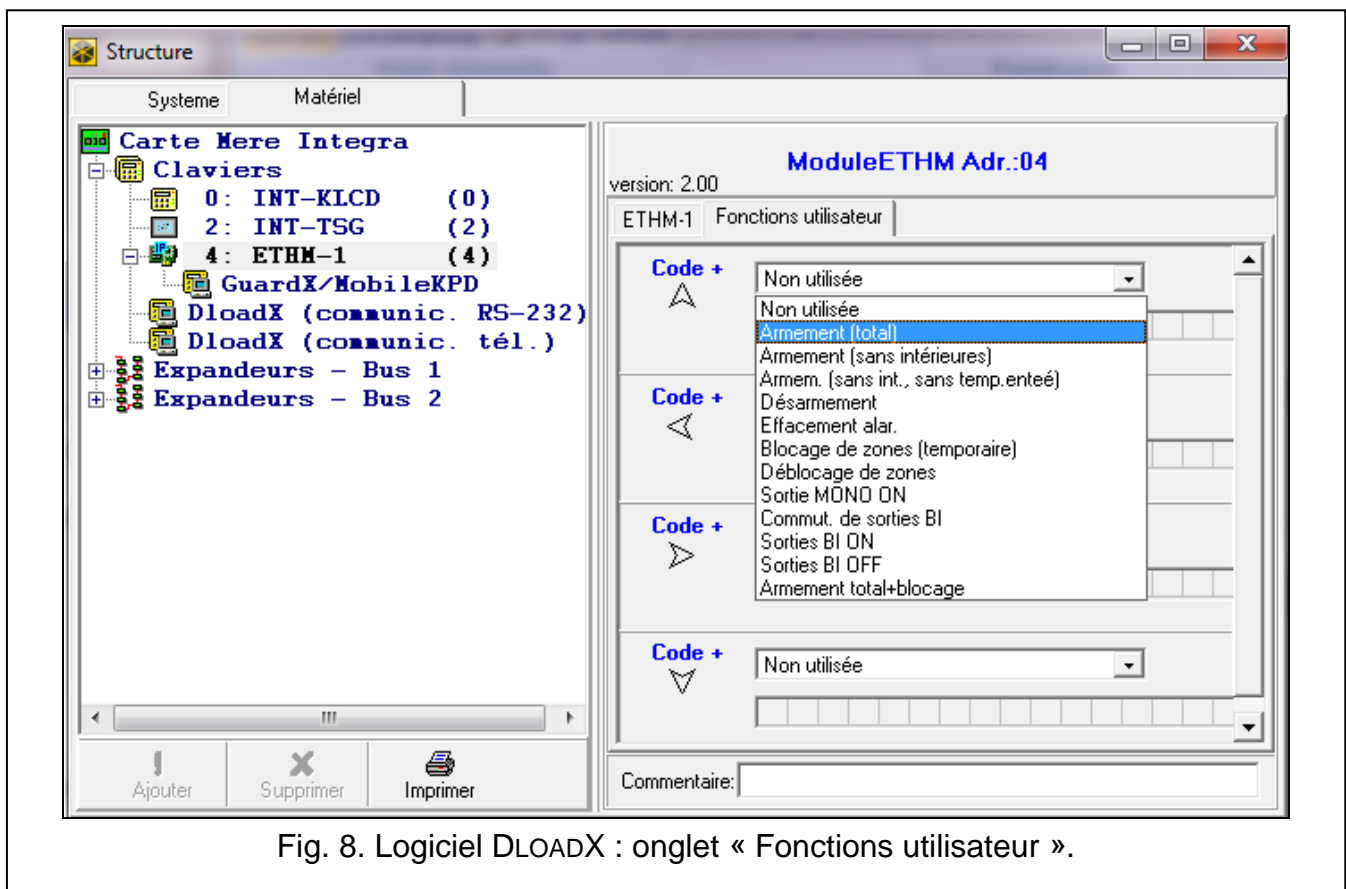 Structure
Systeme Matériel
Carte Mere Integra
Claviers
0: INT-KLCD (0)
2: INT-TSG (2)
4: ETHM-1 (4)
GuardX/MobileKPD
DloadX (communic. RS-232)
DloadX (communic. tél.)
Expandeurs - Bus 1
Expandeurs - Bus 2
Ajouter Supprimer Imprimer
ModuleETHM Adr.:04
version: 2.00
ETHM-1 Fonctions utilisateur
Code +
Non utilisée
Non utilisée
Armement (total)
Armement (sans intérieures)
Armem. (sans int., sans temp.enteé)
Code +
Désarmement
Effacement alar.
Blocage de zones (temporaire)
Déblocage de zones
Sortie MONO ON
Code +
Commut. de sorties BI
Sorties BI ON
Sorties BI OFF
Armement total+blocage
Code +
Non utilisée
Commentaire:
Fig. 8. Logiciel DLOADX : onglet « Fonctions utilisateur ».